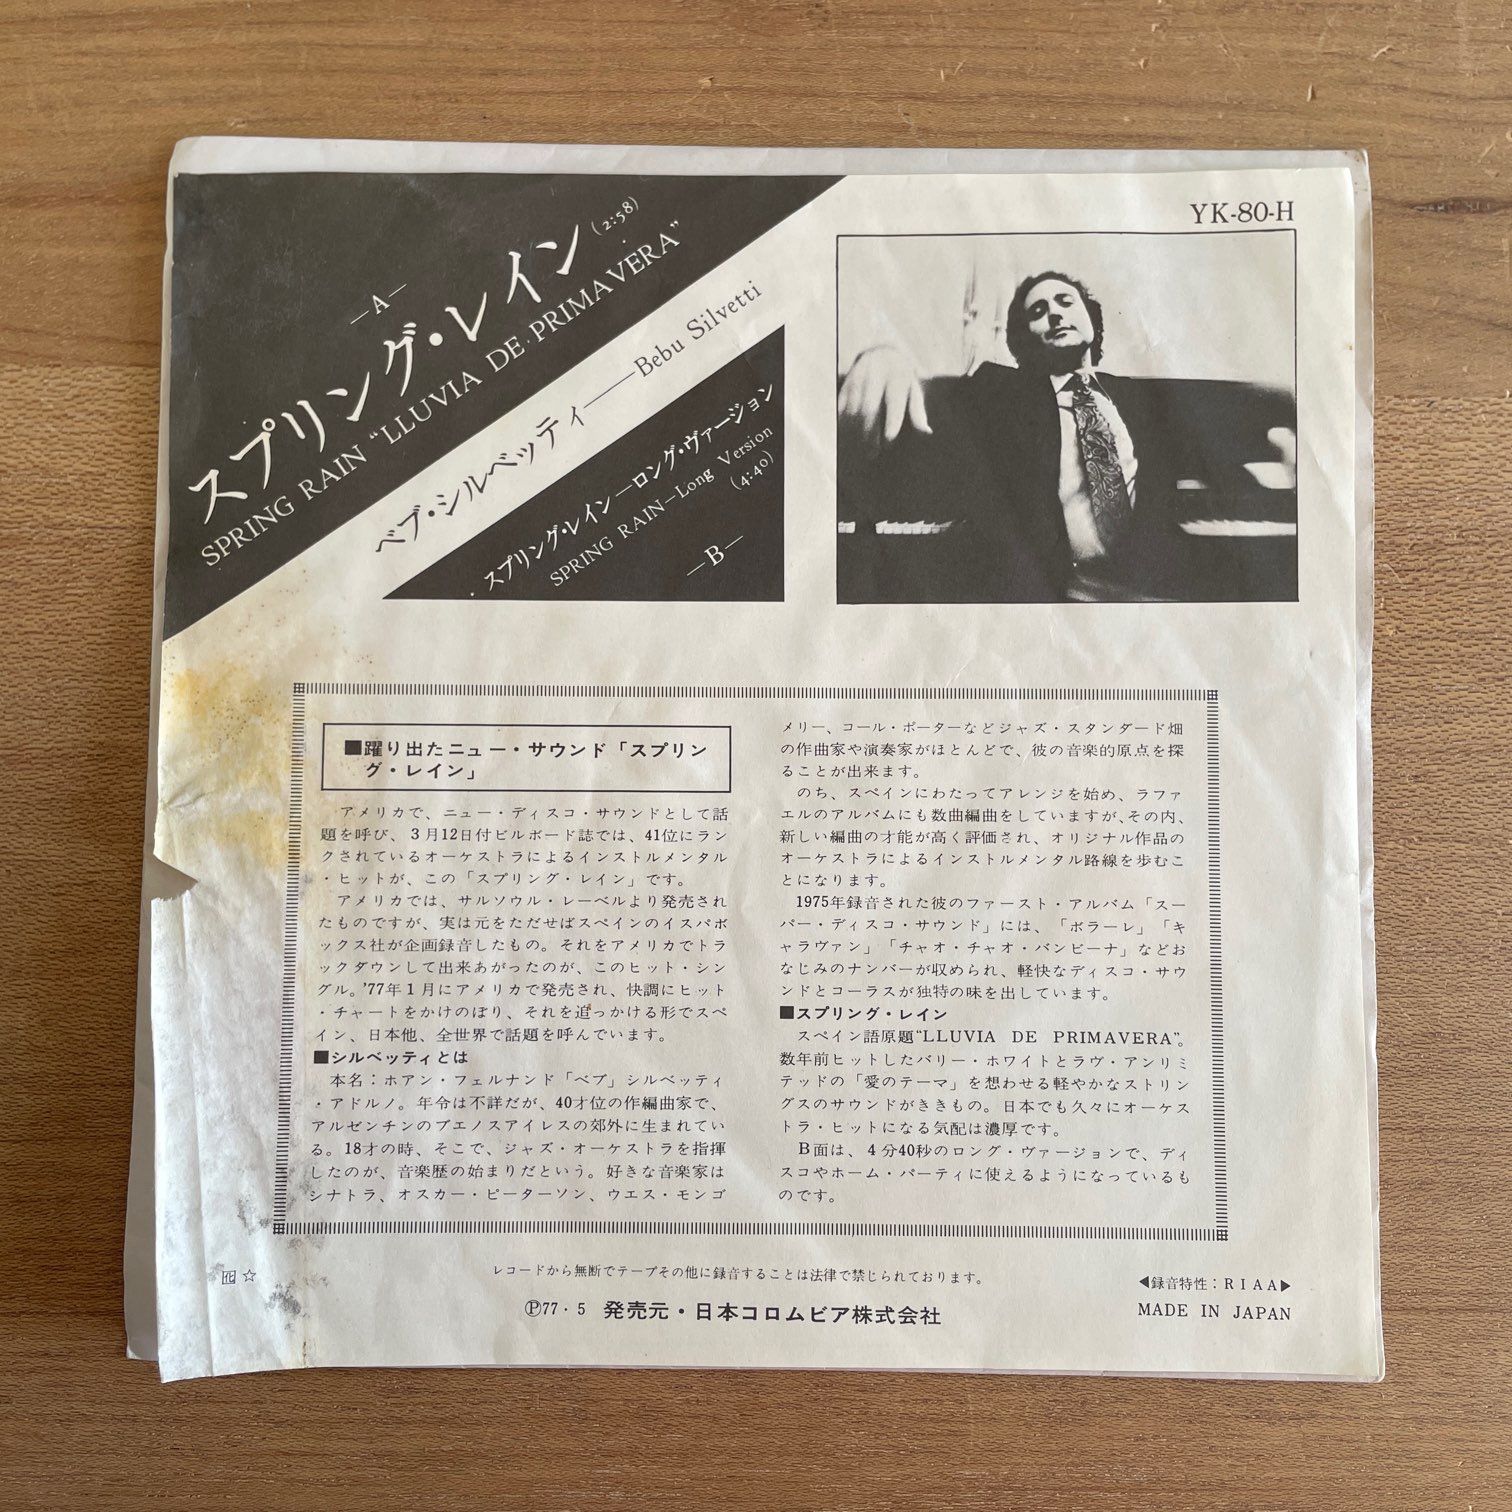 —A—
スプリング・レイン (2:58)
SPRING RAIN “LLUVIA DE PRIMAVERA”
ベブ・シルベッティ——Bebu Silvetti
スプリング・レイン—ロング・ヴァージョン
SPRING RAIN—Long Version
(4:40)
—B—
YK-80-H
■躍り出たニュー・サウンド「スプリン
グ・レイン」
アメリカで、ニュー・ディスコ・サウンドとして話
題を呼び、3月12日付ビルボード誌では、41位にラン
クされているオーケストラによるインストルメンタル
・ヒットが、この「スプリング・レイン」です。
アメリカでは、サルソウル・レーベルより発売され
たものですが、実は元をただせばスペインのイスパボ
ックス社が企画録音したもの。それをアメリカでトラ
ックダウンして出来あがったのが、このヒット・シン
グル。'77年1月にアメリカで発売され、快調にヒット
・チャートをかけのぼり、それを追っかける形でスペ
イン、日本他、全世界で話題を呼んでいます。
■シルベッティとは
本名：ホアン・フェルナンド「ベブ」シルベッティ
・アドルノ。年令は不詳だが、40才位の作編曲家で、
アルゼンチンのブエノスアイレスの郊外に生まれてい
る。18才の時、そこで、ジャズ・オーケストラを指揮
したのが、音楽歴の始まりだという。好きな音楽家は
シナトラ、オスカー・ピーターソン、ウエス・モンゴ
メリー、コール・ポーターなどジャズ・スタンダード畑
の作曲家や演奏家がほとんどで、彼の音楽的原点を探
ることが出来ます。
のち、スペインにわたってアレンジを始め、ラファ
エルのアルバムにも数曲編曲をしていますが、その内、
新しい編曲の才能が高く評価され、オリジナル作品の
オーケストラによるインストルメンタル路線を歩むこ
とになります。
1975年録音された彼のファースト・アルバム「スー
パー・ディスコ・サウンド」には、「ボラーレ」「キ
ャラヴァン」「チャオ・チャオ・バンビーナ」などお
なじみのナンバーが収められ、軽快なディスコ・サウ
ンドとコーラスが独特の味を出しています。
■スプリング・レイン
スペイン語原題“LLUVIA DE PRIMAVERA”。
数年前ヒットしたバリー・ホワイトとラヴ・アンリミ
テッドの「愛のテーマ」を想わせる軽やかなストリン
グスのサウンドがききもの。日本でも久々にオーケス
トラ・ヒットになる気配は濃厚です。
B面は、4分40秒のロング・ヴァージョンで、ディ
スコやホーム・パーティに使えるようになっているも
のです。
☆
レコードから無断でテープその他に録音することは法律で禁じられております。
Ⓟ77・5 発売元・日本コロムビア株式会社
◀録音特性：RIAA▶
MADE IN JAPAN